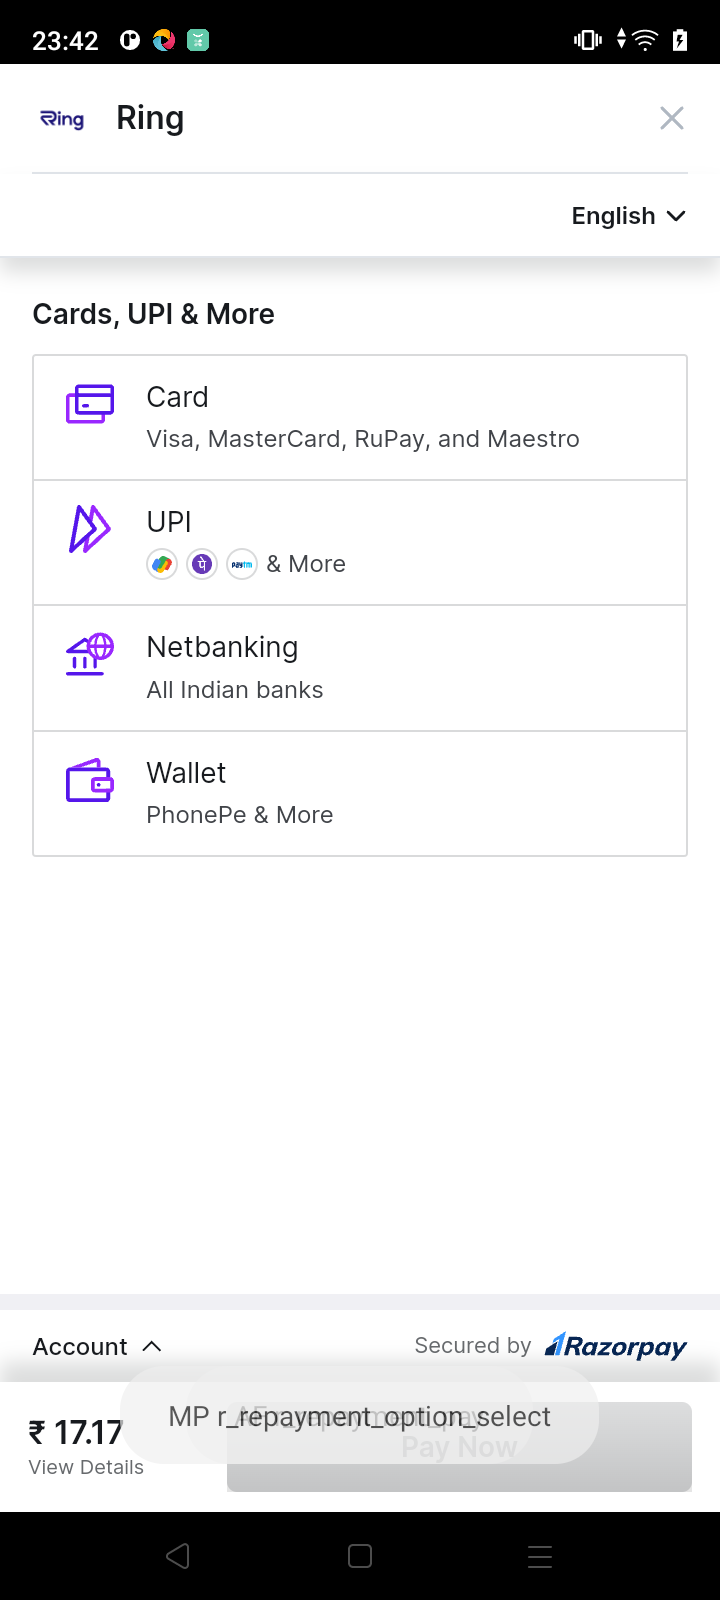 23:42
Ring
Ring
English
Cards, UPI & More
Card
Visa, MasterCard, RuPay, and Maestro
UPI
पे
paytm
& More
Netbanking
All Indian banks
Wallet
PhonePe & More
Account
Secured by Razorpay
MP r_repayment_option_select
₹ 17.17
Pay Now
View Details